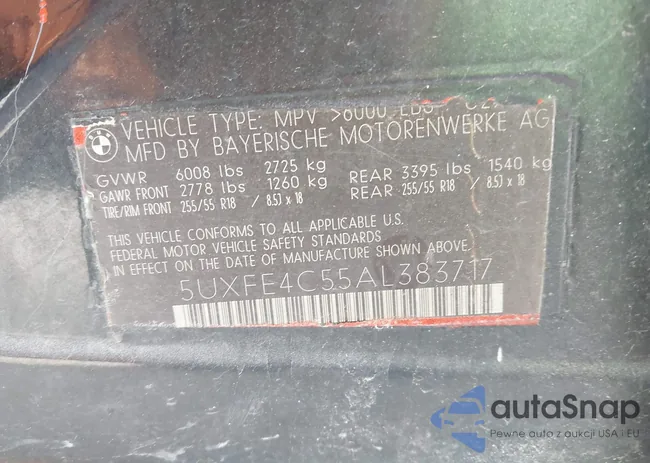 VEHICLE TYPE: MPV >6000 LBS
MFD BY BAYERISCHE MOTORENWERKE AG
GVWR 6008 lbs 2725 kg
GAWR FRONT 2778 lbs 1260 kg REAR 3395 lbs 1540 kg
TIRE/RIM FRONT 255/55 R18 / 8.5J x 18 REAR 255/55 R18 / 8.5J x 18
THIS VEHICLE CONFORMS TO ALL APPLICABLE U.S.
FEDERAL MOTOR VEHICLE SAFETY STANDARDS
IN EFFECT ON THE DATE OF MANUFACTURE SHOWN ABOVE.
5UXFE4C55AL383717
autaSnap
Pewne auto z aukcji USA i EU